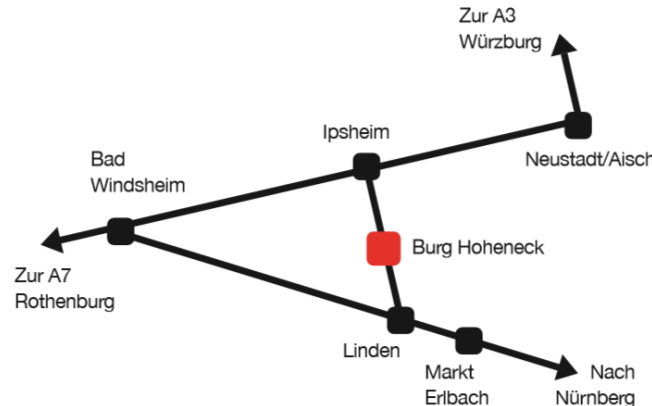 Zur A3
Würzburg
Ipsheim
Neustadt/Aisch
Bad
Windsheim
Burg Hoheneck
Zur A7
Rothenburg
Linden
Markt
Erlbach
Nach
Nürnberg